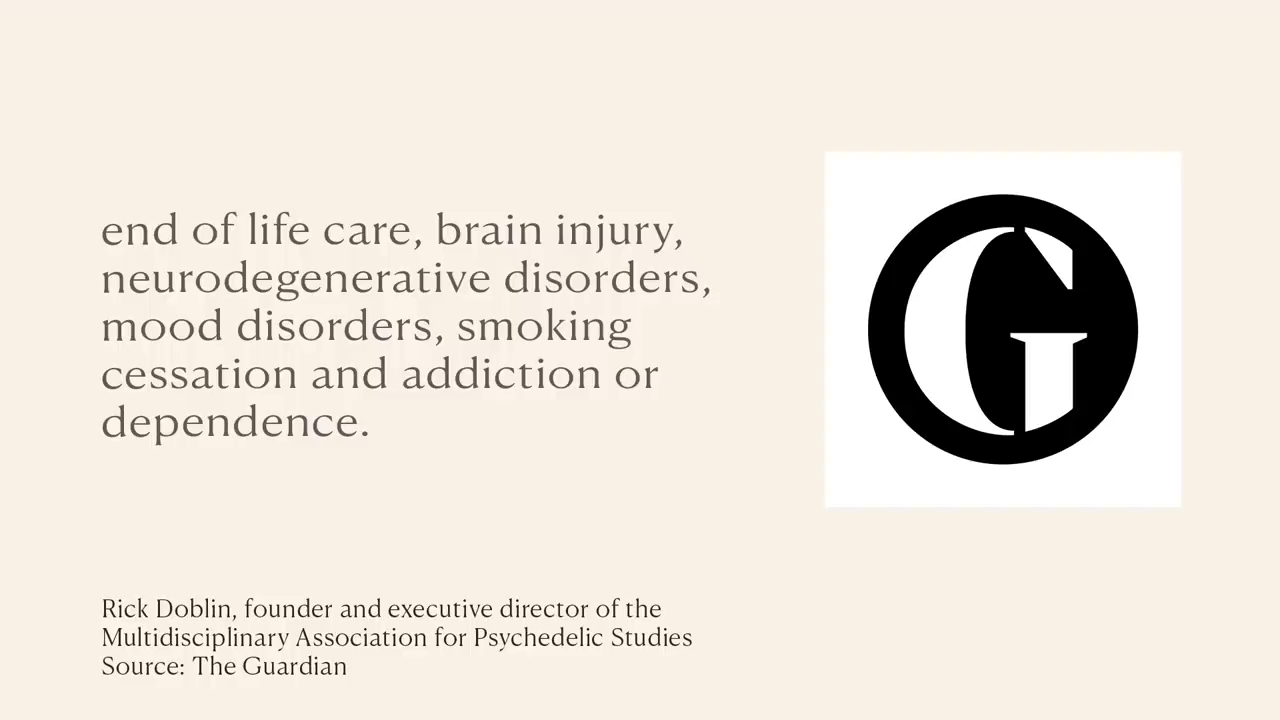 end of life care, brain injury,
neurodegenerative disorders,
mood disorders, smoking
cessation and addiction or
dependence.
G
Rick Doblin, founder and executive director of the
Multidisciplinary Association for Psychedelic Studies
Source: The Guardian